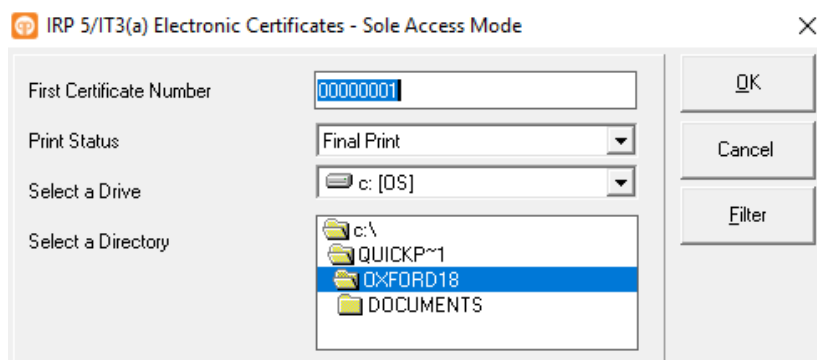 IRP 5/IT3(a) Electronic Certificates - Sole Access Mode
First Certificate Number 00000001 OK
Print Status Final Print Cancel
Select a Drive c: [OS]
Filter
Select a Directory c:\
QUICKP~1
OXFORD18
DOCUMENTS